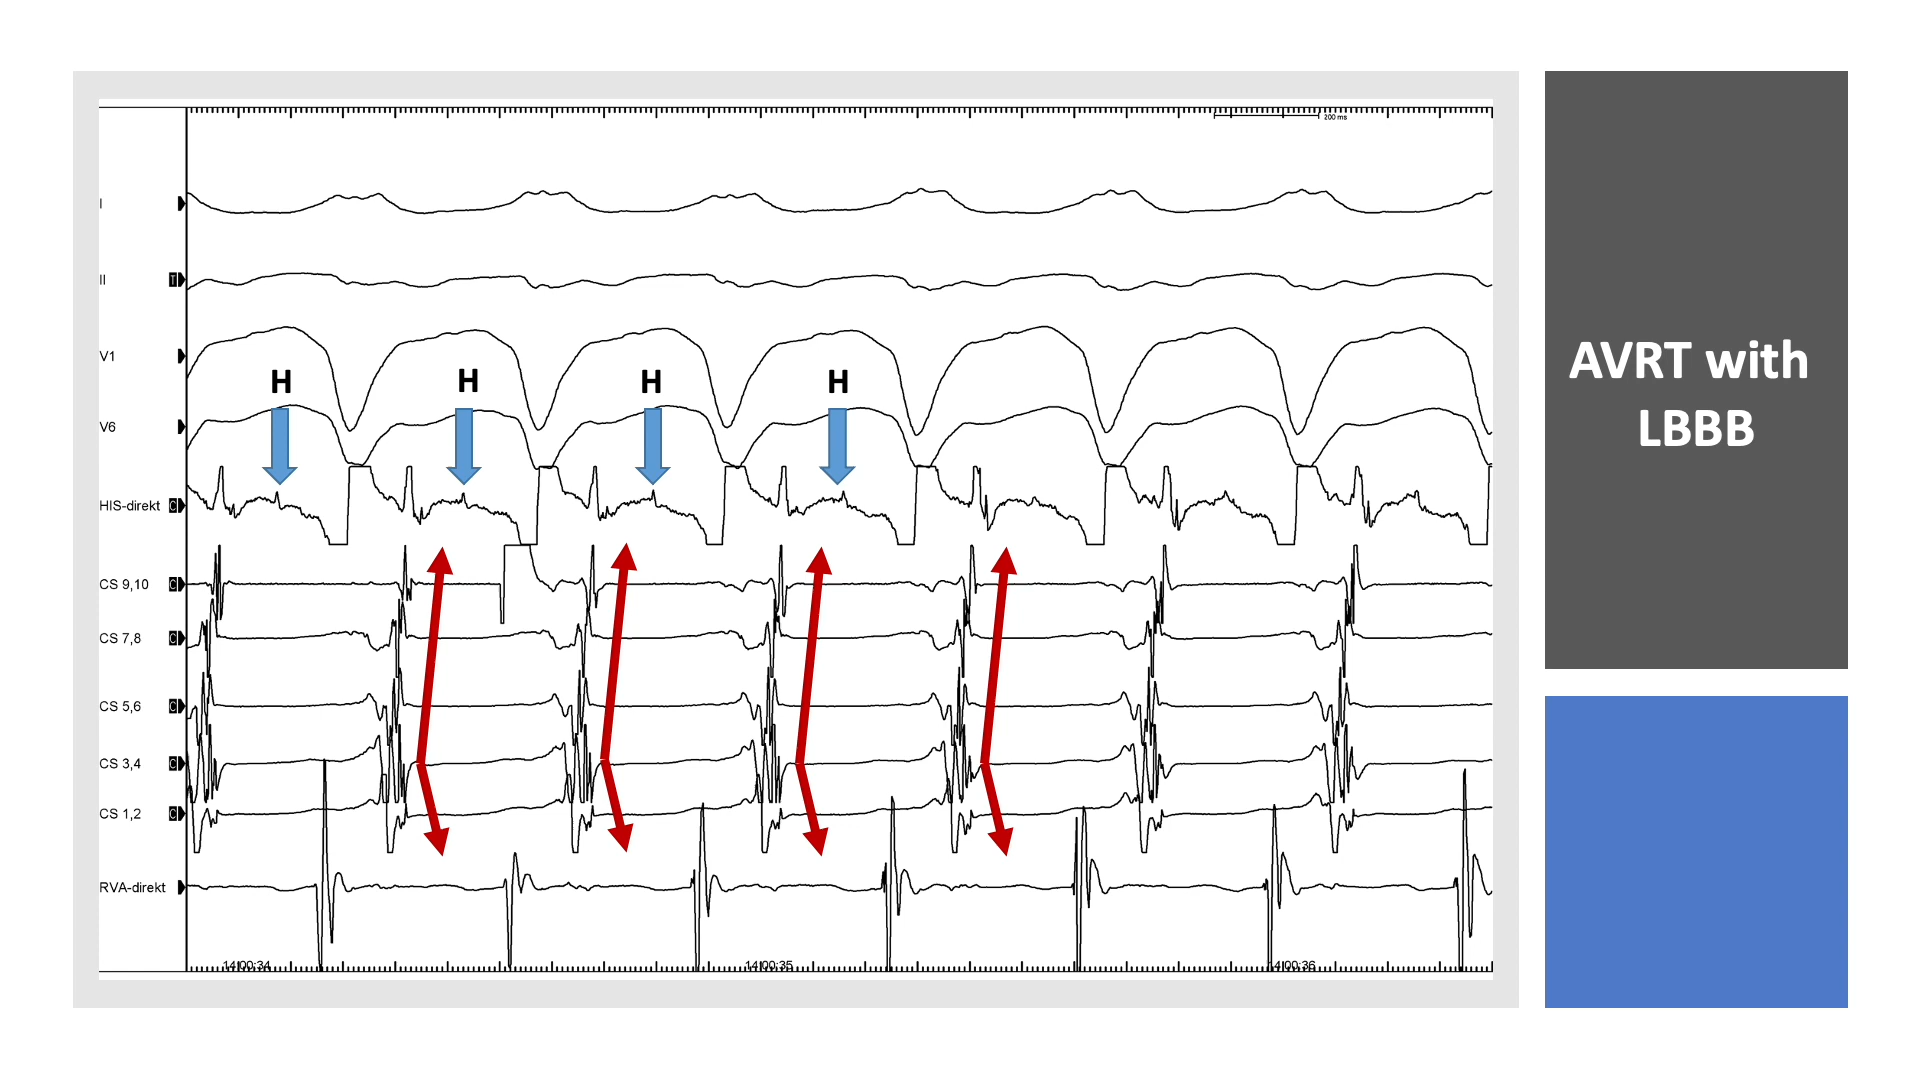 200 ms
I
II
V1
H H H H
V6
HIS-direkt
CS 9,10
CS 7,8
CS 5,6
CS 3,4
CS 1,2
RVA-direkt
14:00:34 14:00:35 14:00:36
AVRT with
LBBB